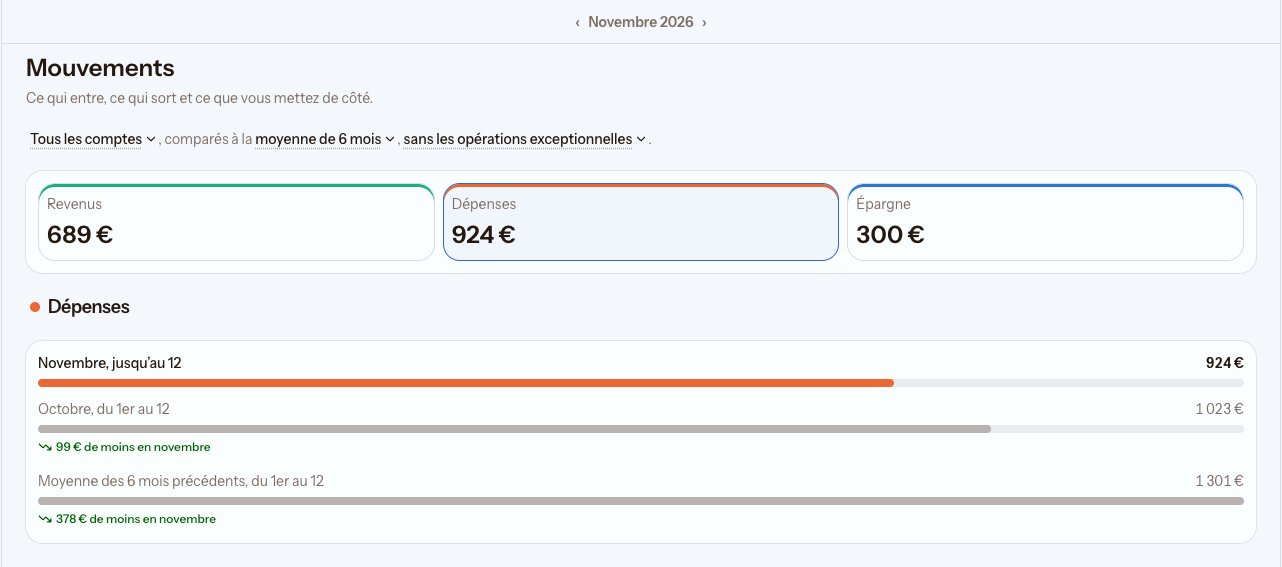 ‹ Novembre 2026 ›
Mouvements
Ce qui entre, ce qui sort et ce que vous mettez de côté.
Tous les comptes , comparés à la moyenne de 6 mois , sans les opérations exceptionnelles .
Revenus
689 €
Dépenses
924 €
Épargne
300 €
Dépenses
Novembre, jusqu’au 12 924 €
Octobre, du 1er au 12 1 023 €
99 € de moins en novembre
Moyenne des 6 mois précédents, du 1er au 12 1 301 €
378 € de moins en novembre